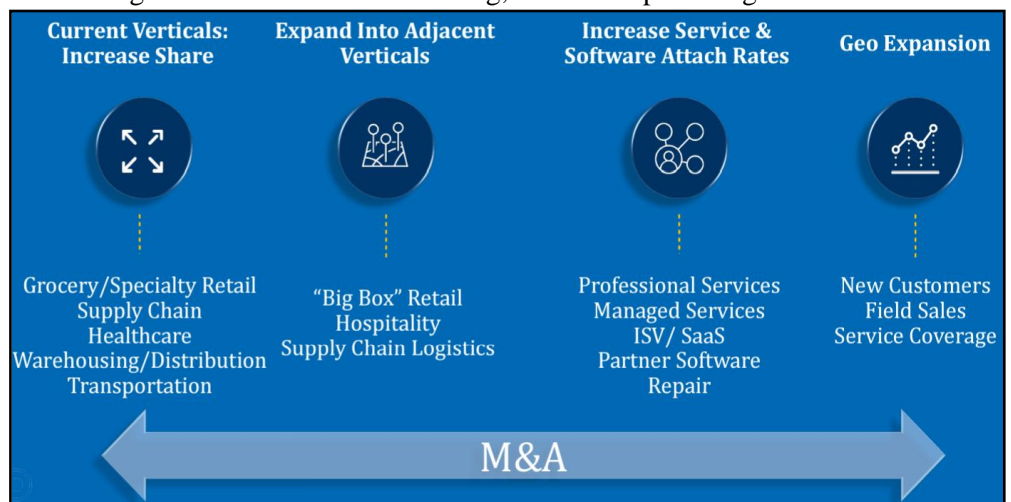 Current Verticals:
Increase Share
Expand Into Adjacent
Verticals
Increase Service &
Software Attach Rates
Geo Expansion
Grocery/Specialty Retail
Supply Chain
Healthcare
Warehousing/Distribution
Transportation
“Big Box” Retail
Hospitality
Supply Chain Logistics
Professional Services
Managed Services
ISV/ SaaS
Partner Software
Repair
New Customers
Field Sales
Service Coverage
M&A